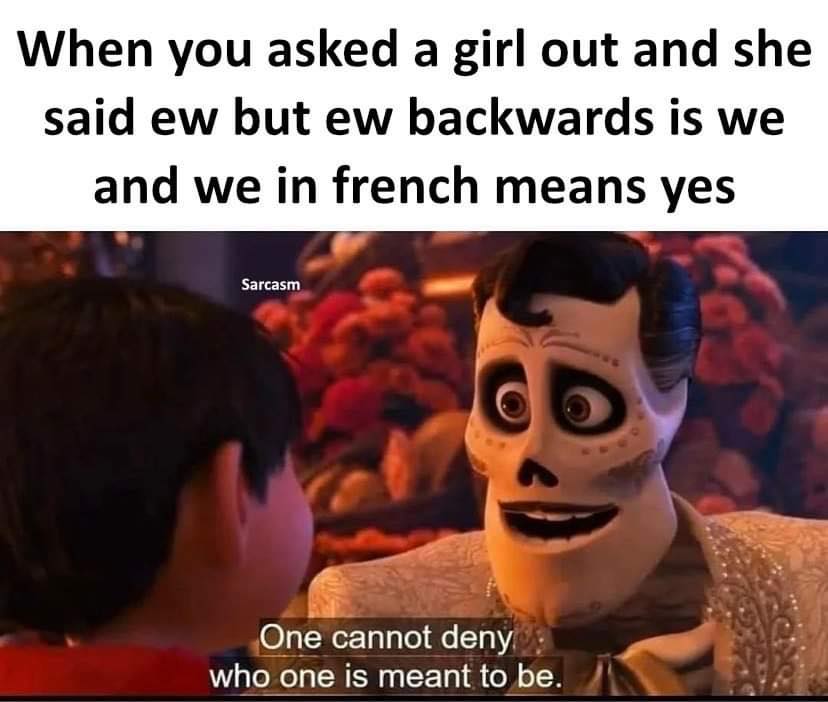 When you asked a girl out and she
said ew but ew backwards is we
and we in french means yes
Sarcasm
One cannot deny
who one is meant to be.